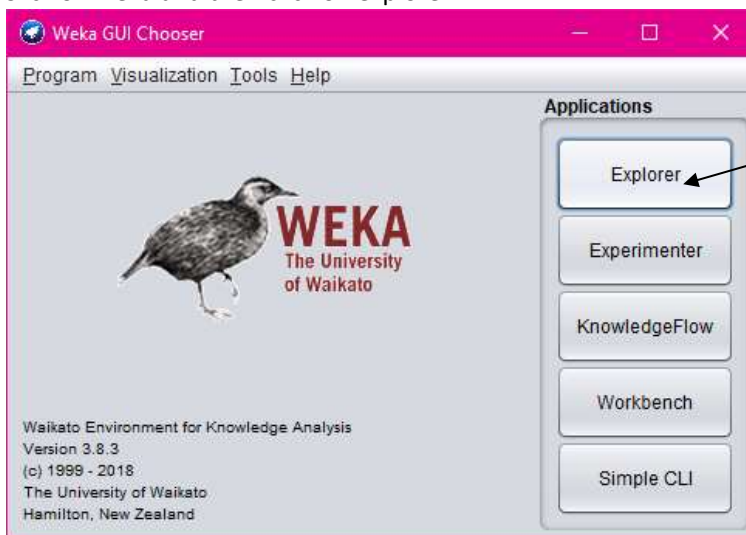 Weka GUI Chooser
Program Visualization Tools Help
Applications
Explorer
WEKA
The University
of Waikato
Experimenter
KnowledgeFlow
Workbench
Simple CLI
Waikato Environment for Knowledge Analysis
Version 3.8.3
(c) 1999 - 2018
The University of Waikato
Hamilton, New Zealand